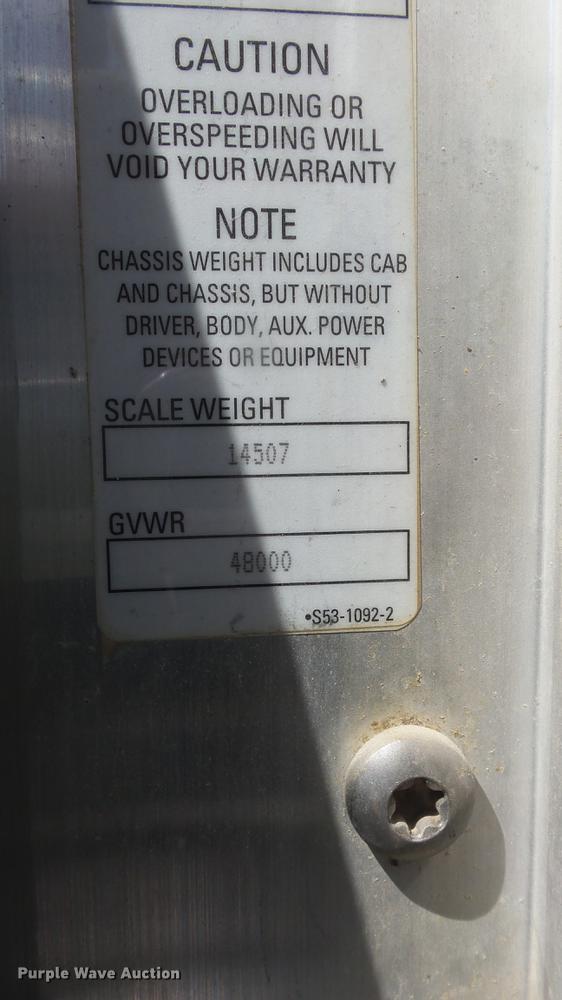 CAUTION
OVERLOADING OR
OVERSPEEDING WILL
VOID YOUR WARRANTY
NOTE
CHASSIS WEIGHT INCLUDES CAB
AND CHASSIS, BUT WITHOUT
DRIVER, BODY, AUX. POWER
DEVICES OR EQUIPMENT
SCALE WEIGHT
14507
GVWR
48000
•S53-1092-2
Purple Wave Auction